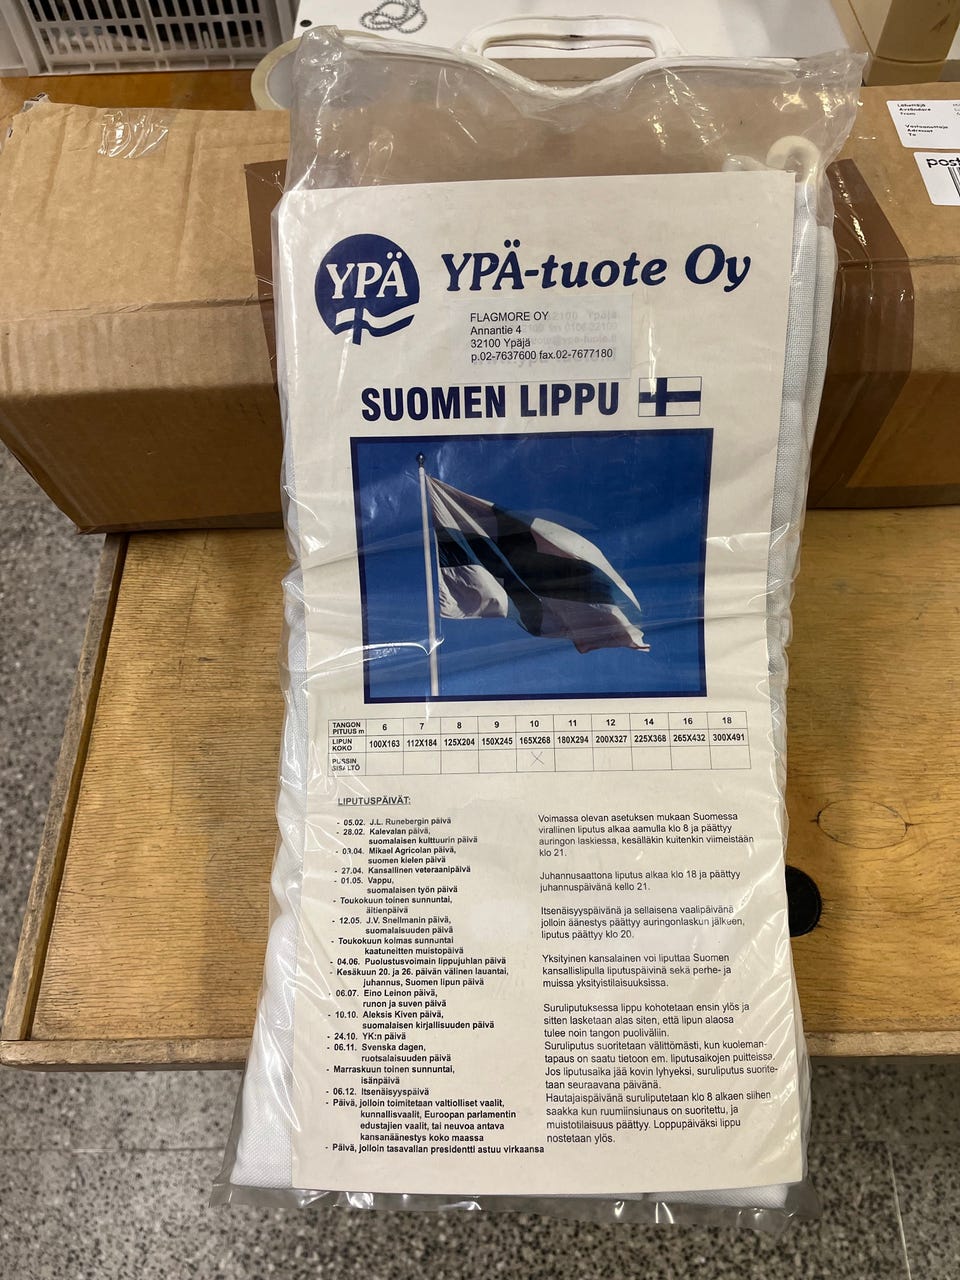 Lähettäjä
Avsändare
From
Vastaanottaja
Adressat
To
post
YPÄ
YPÄ-tuote Oy
FLAGMORE OY
Annantie 4
32100 Ypäjä
p.02-7637600 fax.02-7677180
SUOMEN LIPPU
TANGON PITUUS m 6 7 8 9 10 11 12 14 16 18
LIPUN KOKO 100X163 112X184 125X204 150X245 165X268 180X294 200X327 225X368 265X432 300X491
PUSSIN SISÄLTÖ X
LIPUTUSPÄIVÄT:
- 05.02. J.L. Runebergin päivä
- 28.02. Kalevalan päivä,
suomalaisen kulttuurin päivä
- 03.04. Mikael Agricolan päivä,
suomen kielen päivä
- 27.04. Kansallinen veteraanipäivä
- 01.05. Vappu,
suomalaisen työn päivä
- Toukokuun toinen sunnuntai,
äitienpäivä
- 12.05. J.V. Snellmanin päivä,
suomalaisuuden päivä
- Toukokuun kolmas sunnuntai
kaatuneitten muistopäivä
- 04.06. Puolustusvoimain lippujuhlan päivä
- Kesäkuun 20. ja 26. päivän välinen lauantai,
juhannus, Suomen lipun päivä
- 06.07. Eino Leinon päivä,
runon ja suven päivä
- 10.10. Aleksis Kiven päivä,
suomalaisen kirjallisuuden päivä
- 24.10. YK:n päivä
- 06.11. Svenska dagen,
ruotsalaisuuden päivä
- Marraskuun toinen sunnuntai,
isänpäivä
- 06.12. Itsenäisyyspäivä
- Päivä, jolloin toimitetaan valtiolliset vaalit,
kunnallisvaalit, Euroopan parlamentin
edustajien vaalit, tai neuvoa antava
kansanäänestys koko maassa
- Päivä, jolloin tasavallan presidentti astuu virkaansa
Voimassa olevan asetuksen mukaan Suomessa
virallinen liputus alkaa aamulla klo 8 ja päättyy
auringon laskiessa, kesälläkin kuitenkin viimeistään
klo 21.
Juhannusaattona liputus alkaa klo 18 ja päättyy
juhannuspäivänä kello 21.
Itsenäisyyspäivänä ja sellaisena vaalipäivänä
jolloin äänestys päättyy auringonlaskun jälkeen,
liputus päättyy klo 20.
Yksityinen kansalainen voi liputtaa Suomen
kansallislipulla liputuspäivinä sekä perhe- ja
muissa yksityistilaisuuksissa.
Suruliputuksessa lippu kohotetaan ensin ylös ja
sitten lasketaan alas siten, että lipun alaosa
tulee noin tangon puoliväliin.
Suruliputus suoritetaan välittömästi, kun kuoleman-
tapaus on saatu tietoon em. liputusaikojen puitteissa.
Jos liputusaika jää kovin lyhyeksi, suruliputus suorite-
taan seuraavana päivänä.
Hautajaispäivänä suruliputetaan klo 8 alkaen siihen
saakka kun ruumiinsiunaus on suoritettu, ja
muistotilaisuus päättyy. Loppupäiväksi lippu
nostetaan ylös.